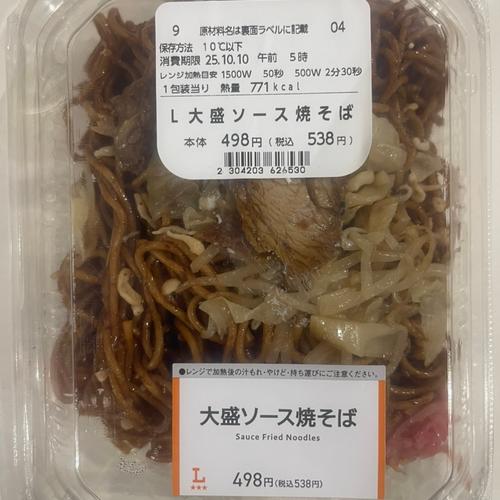 9 原材料名は裏面ラベルに記載 04
保存方法 10℃以下
消費期限 25.10.10 午前 5時
レンジ加熱目安 1500W 50秒 500W 2分30秒
1包装当り 熱量 771kcal
L 大盛ソース焼そば
本体 498円(税込 538円)
2 304203 626530
●レンジで加熱後の汁もれ・やけど・持ち運びにご注意ください。
大盛ソース焼そば
Sauce Fried Noodles
L
★★★
498円(税込538円)